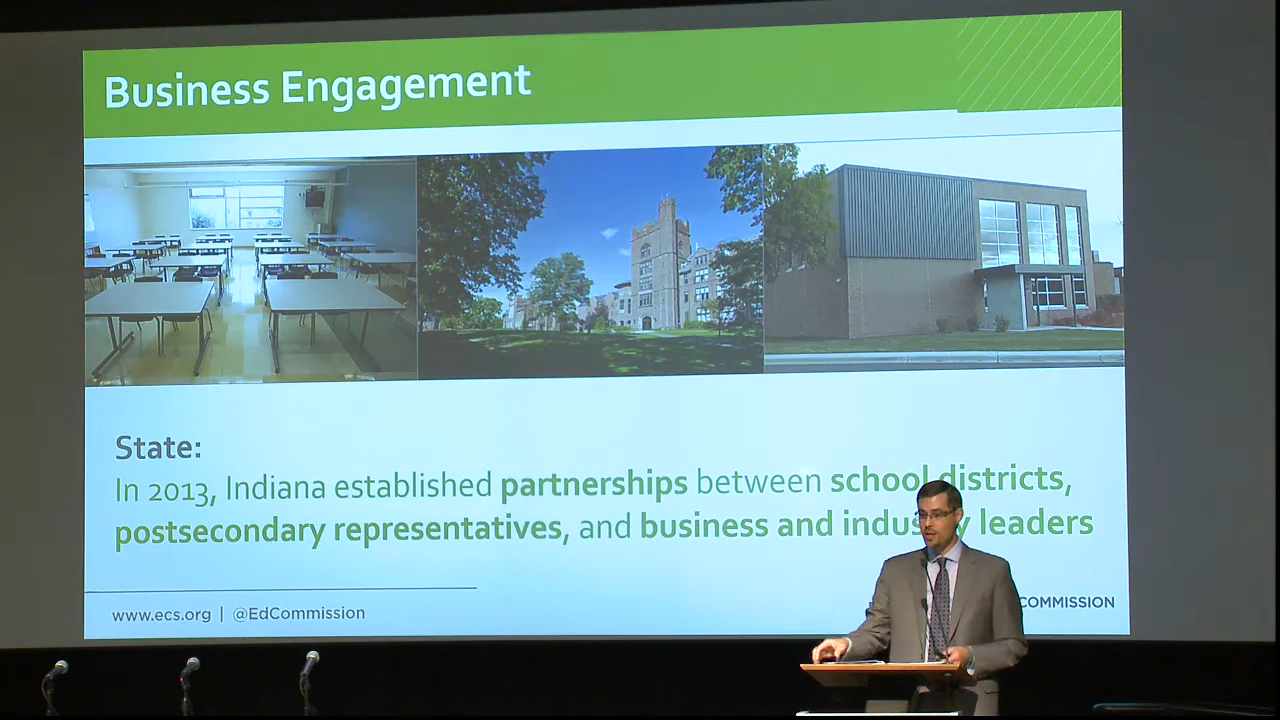 Business Engagement
State:
In 2013, Indiana established partnerships between school districts,
postsecondary representatives, and business and industry leaders
www.ecs.org | @EdCommission
COMMISSION